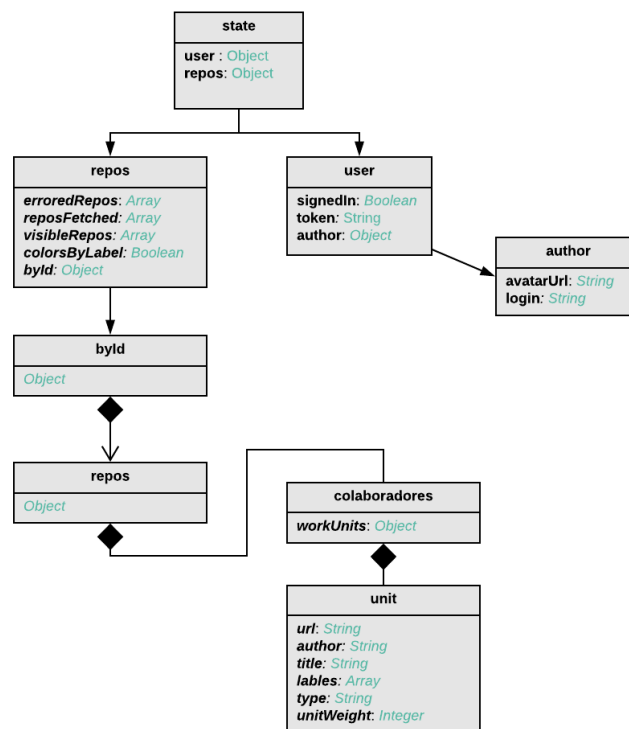 state
user : Object
repos: Object
repos
erroredRepos: Array
reposFetched: Array
visibleRepos: Array
colorsByLabel: Boolean
byId: Object
user
signedIn: Boolean
token: String
author: Object
author
avatarUrl: String
login: String
byId
Object
repos
Object
colaboradores
workUnits: Object
unit
url: String
author: String
title: String
lables: Array
type: String
unitWeight: Integer